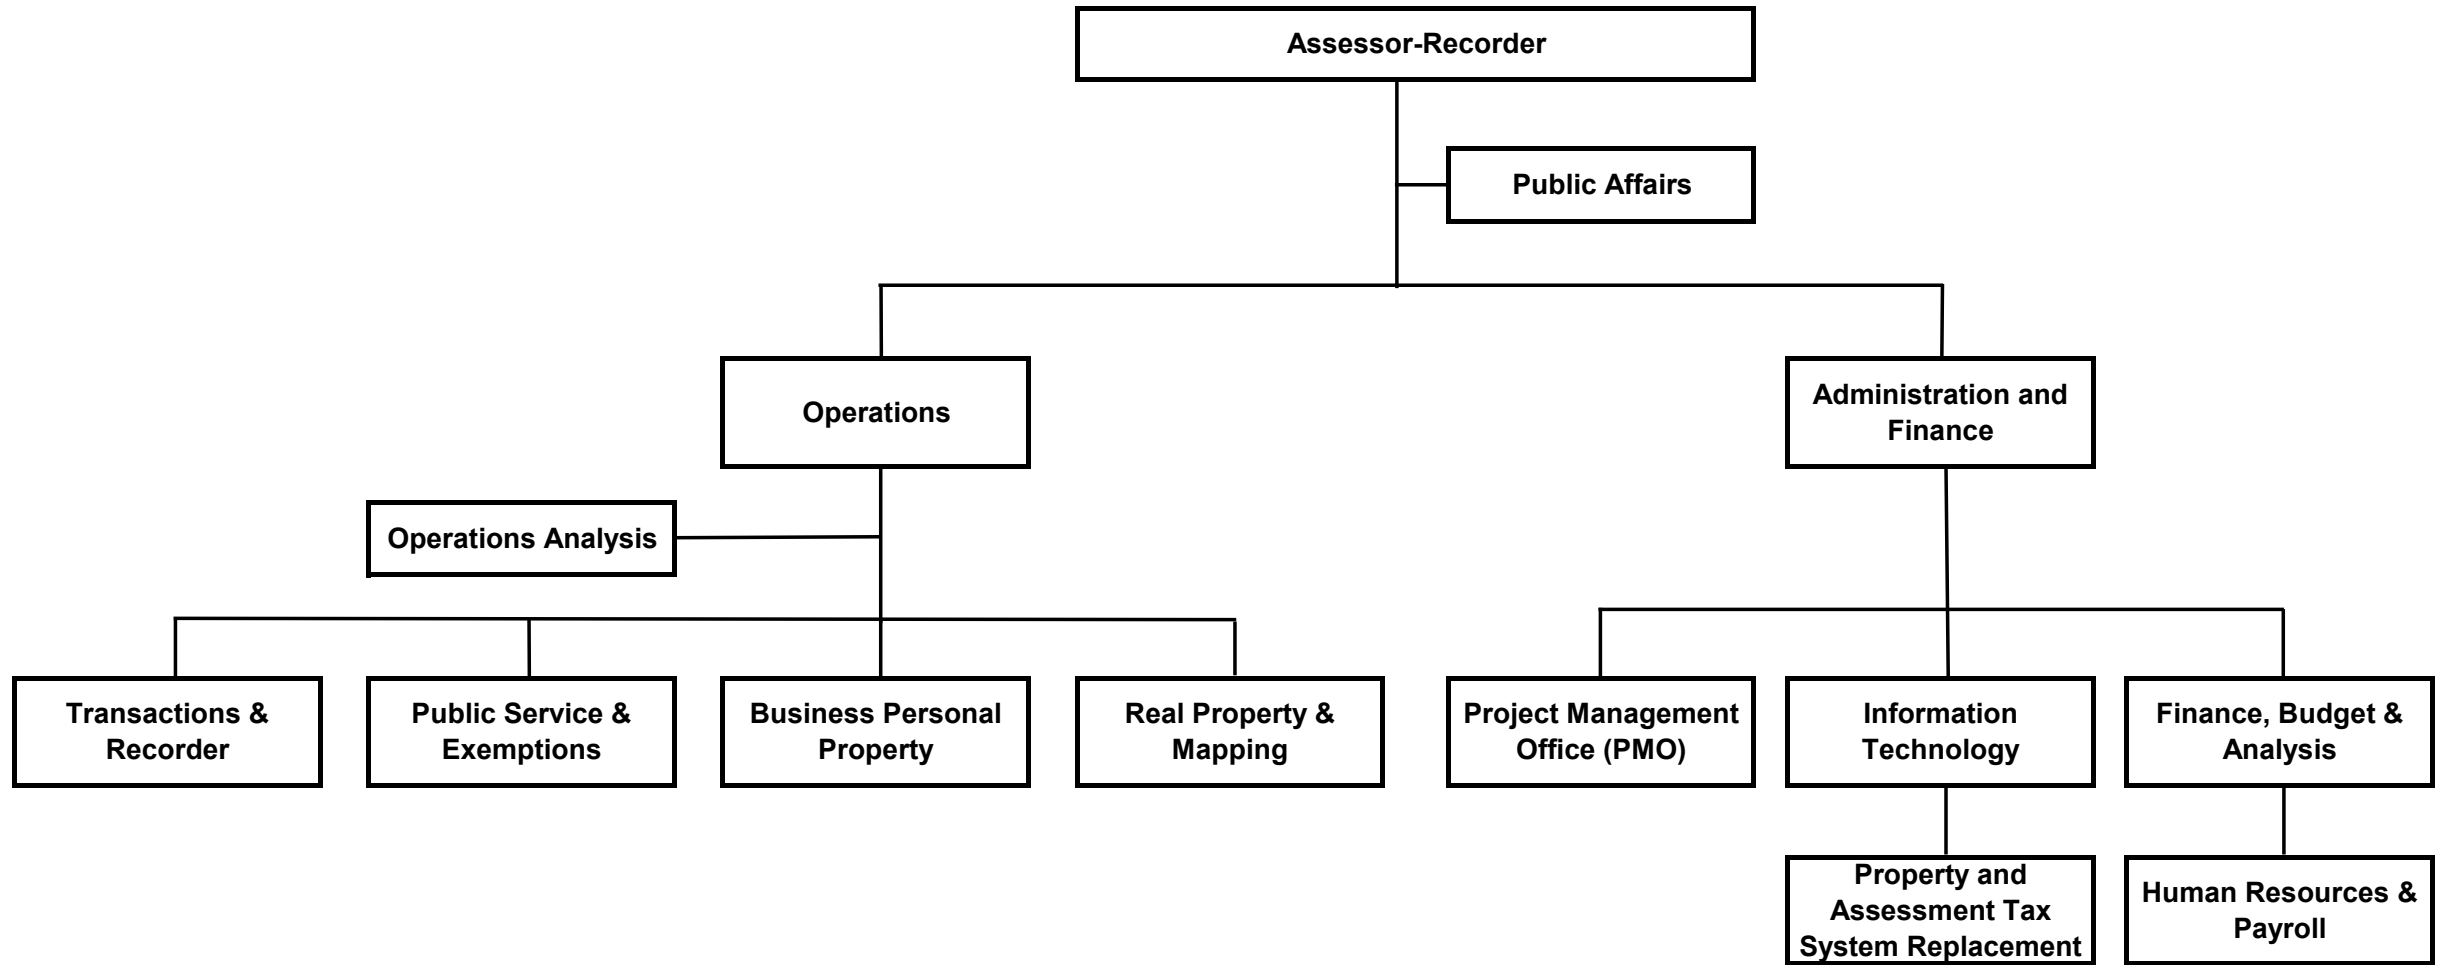 Assessor-Recorder
Public Affairs
Operations
Administration and
Finance
Operations Analysis
Transactions &
Recorder
Public Service &
Exemptions
Business Personal
Property
Real Property &
Mapping
Project Management
Office (PMO)
Information
Technology
Finance, Budget &
Analysis
Property and
Assessment Tax
System Replacement
Human Resources &
Payroll